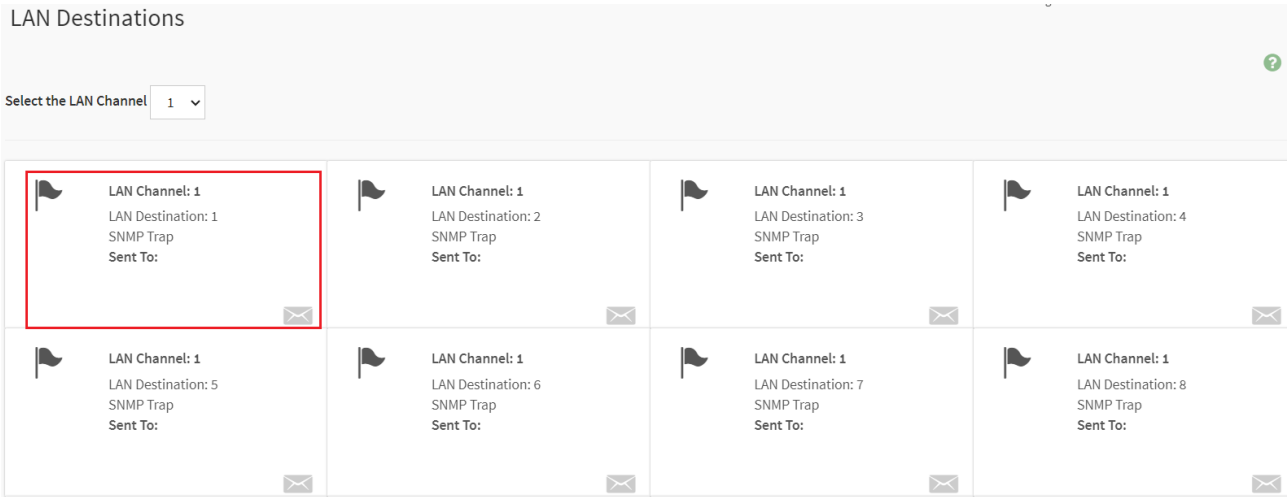 LAN Destinations
?
Select the LAN Channel 1
LAN Channel: 1
LAN Destination: 1
SNMP Trap
Sent To:
LAN Channel: 1
LAN Destination: 2
SNMP Trap
Sent To:
LAN Channel: 1
LAN Destination: 3
SNMP Trap
Sent To:
LAN Channel: 1
LAN Destination: 4
SNMP Trap
Sent To:
LAN Channel: 1
LAN Destination: 5
SNMP Trap
Sent To:
LAN Channel: 1
LAN Destination: 6
SNMP Trap
Sent To:
LAN Channel: 1
LAN Destination: 7
SNMP Trap
Sent To:
LAN Channel: 1
LAN Destination: 8
SNMP Trap
Sent To: